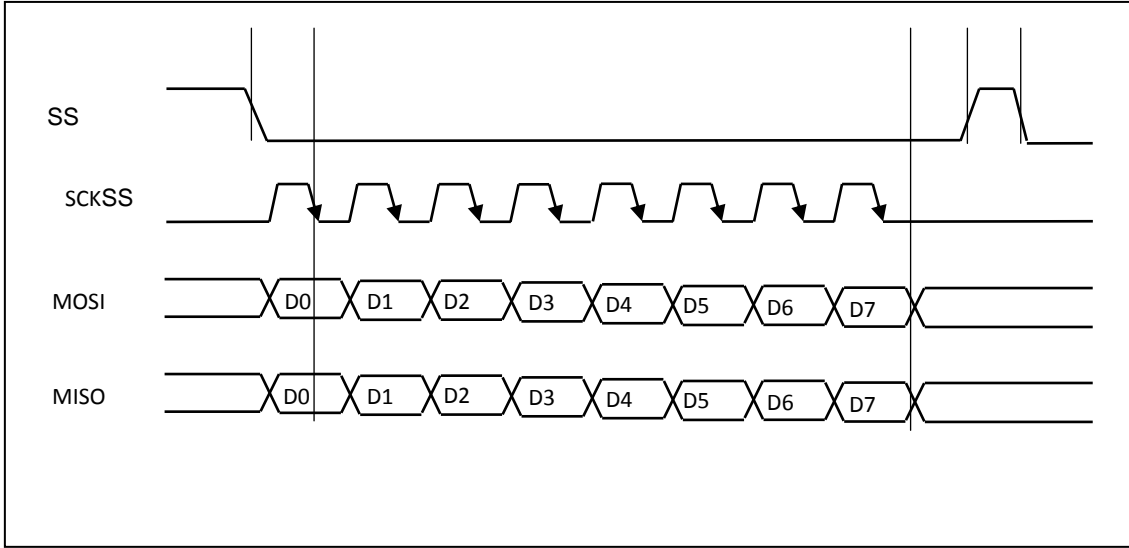 SS
SCKSS
MOSI D0 D1 D2 D3 D4 D5 D6 D7
MISO D0 D1 D2 D3 D4 D5 D6 D7